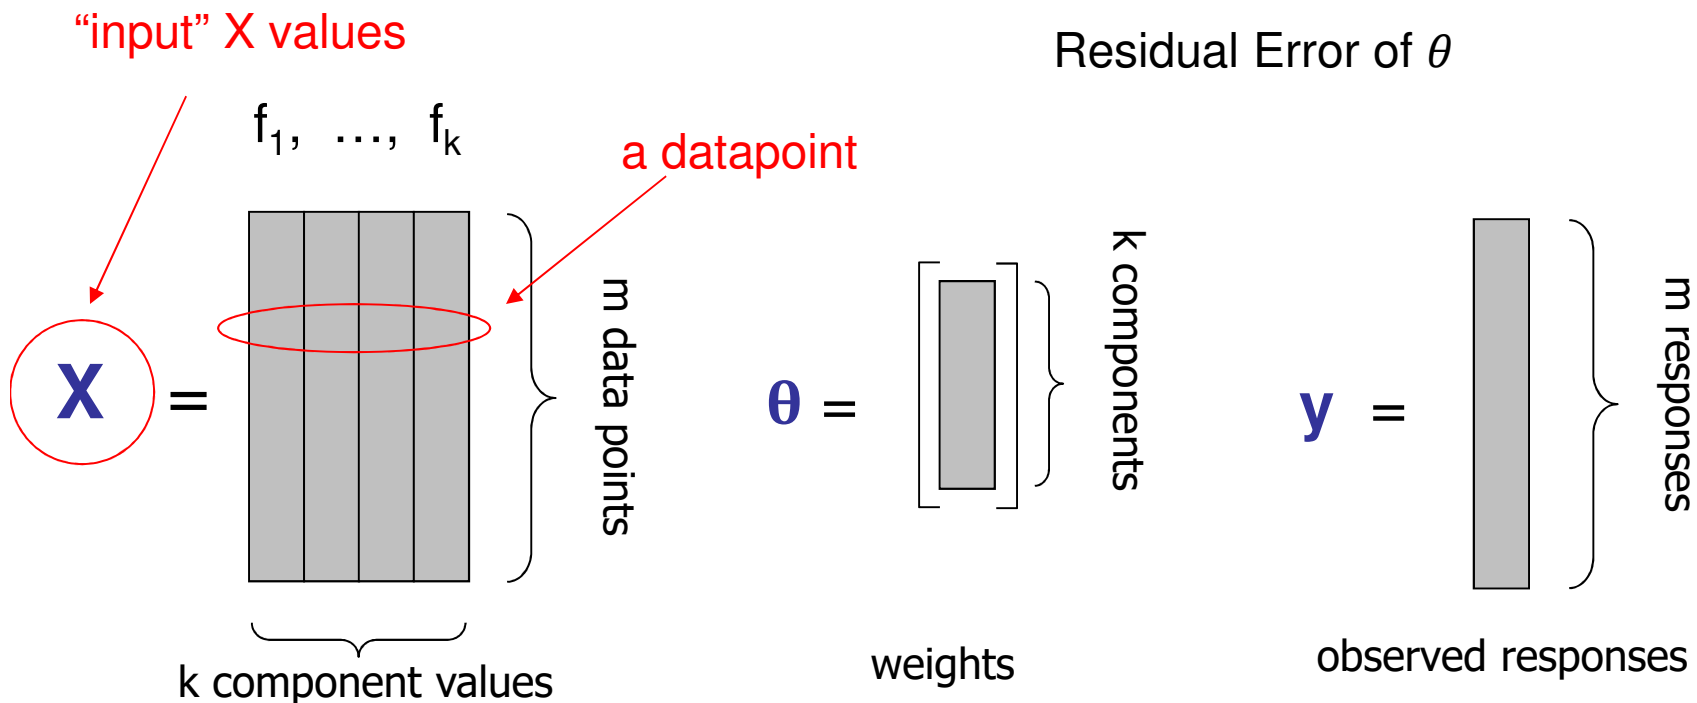 “input” X values
Residual Error of θ
f₁, …, fₖ
a datapoint
X =
m data points
θ =
k components
y =
m responses
k component values
weights
observed responses